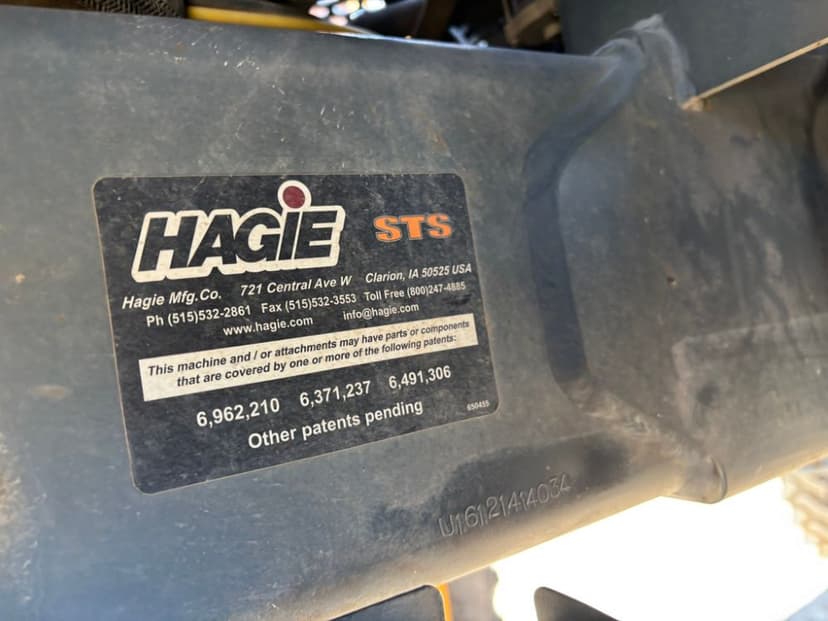 HAGIE STS
Hagie Mfg.Co. 721 Central Ave W Clarion, IA 50525 USA
Ph (515)532-2861 Fax (515)532-3553 Toll Free (800)247-4885
www.hagie.com info@hagie.com
This machine and / or attachments may have parts or components
that are covered by one or more of the following patents:
6,962,210 6,371,237 6,491,306
Other patents pending
650455
U16121414034